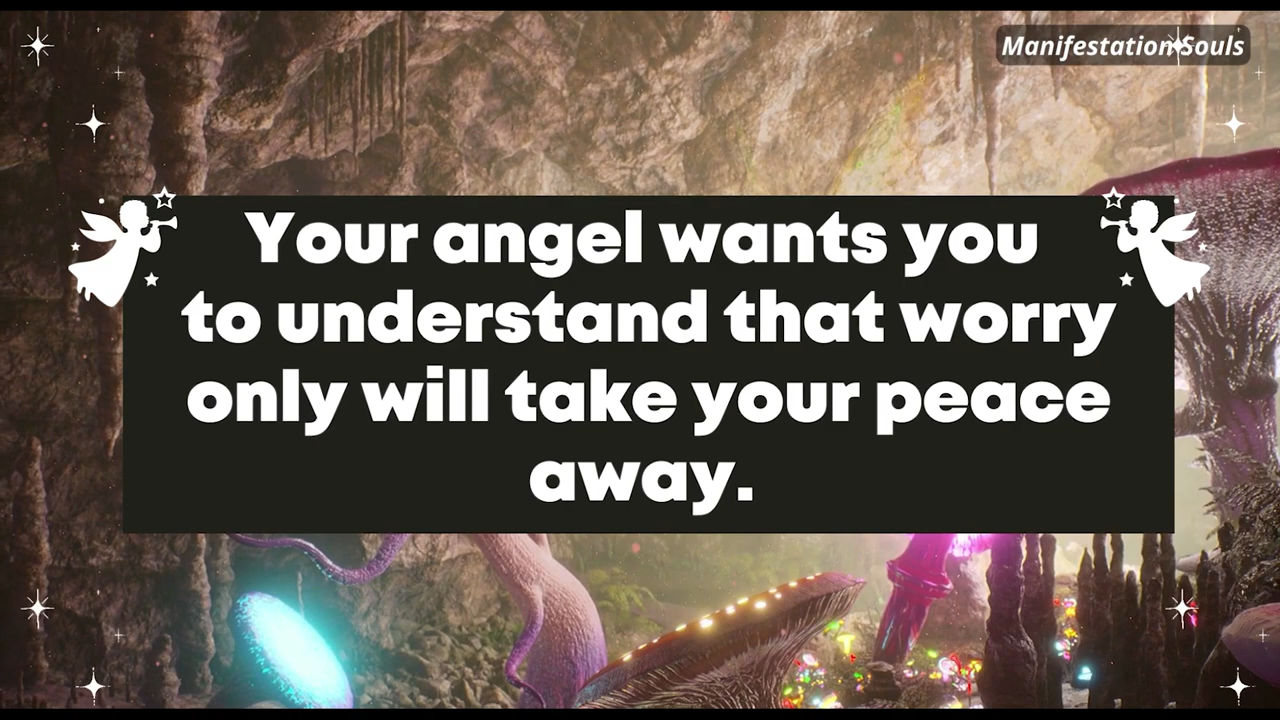 Manifestation Souls
Your angel wants you
to understand that worry
only will take your peace
away.